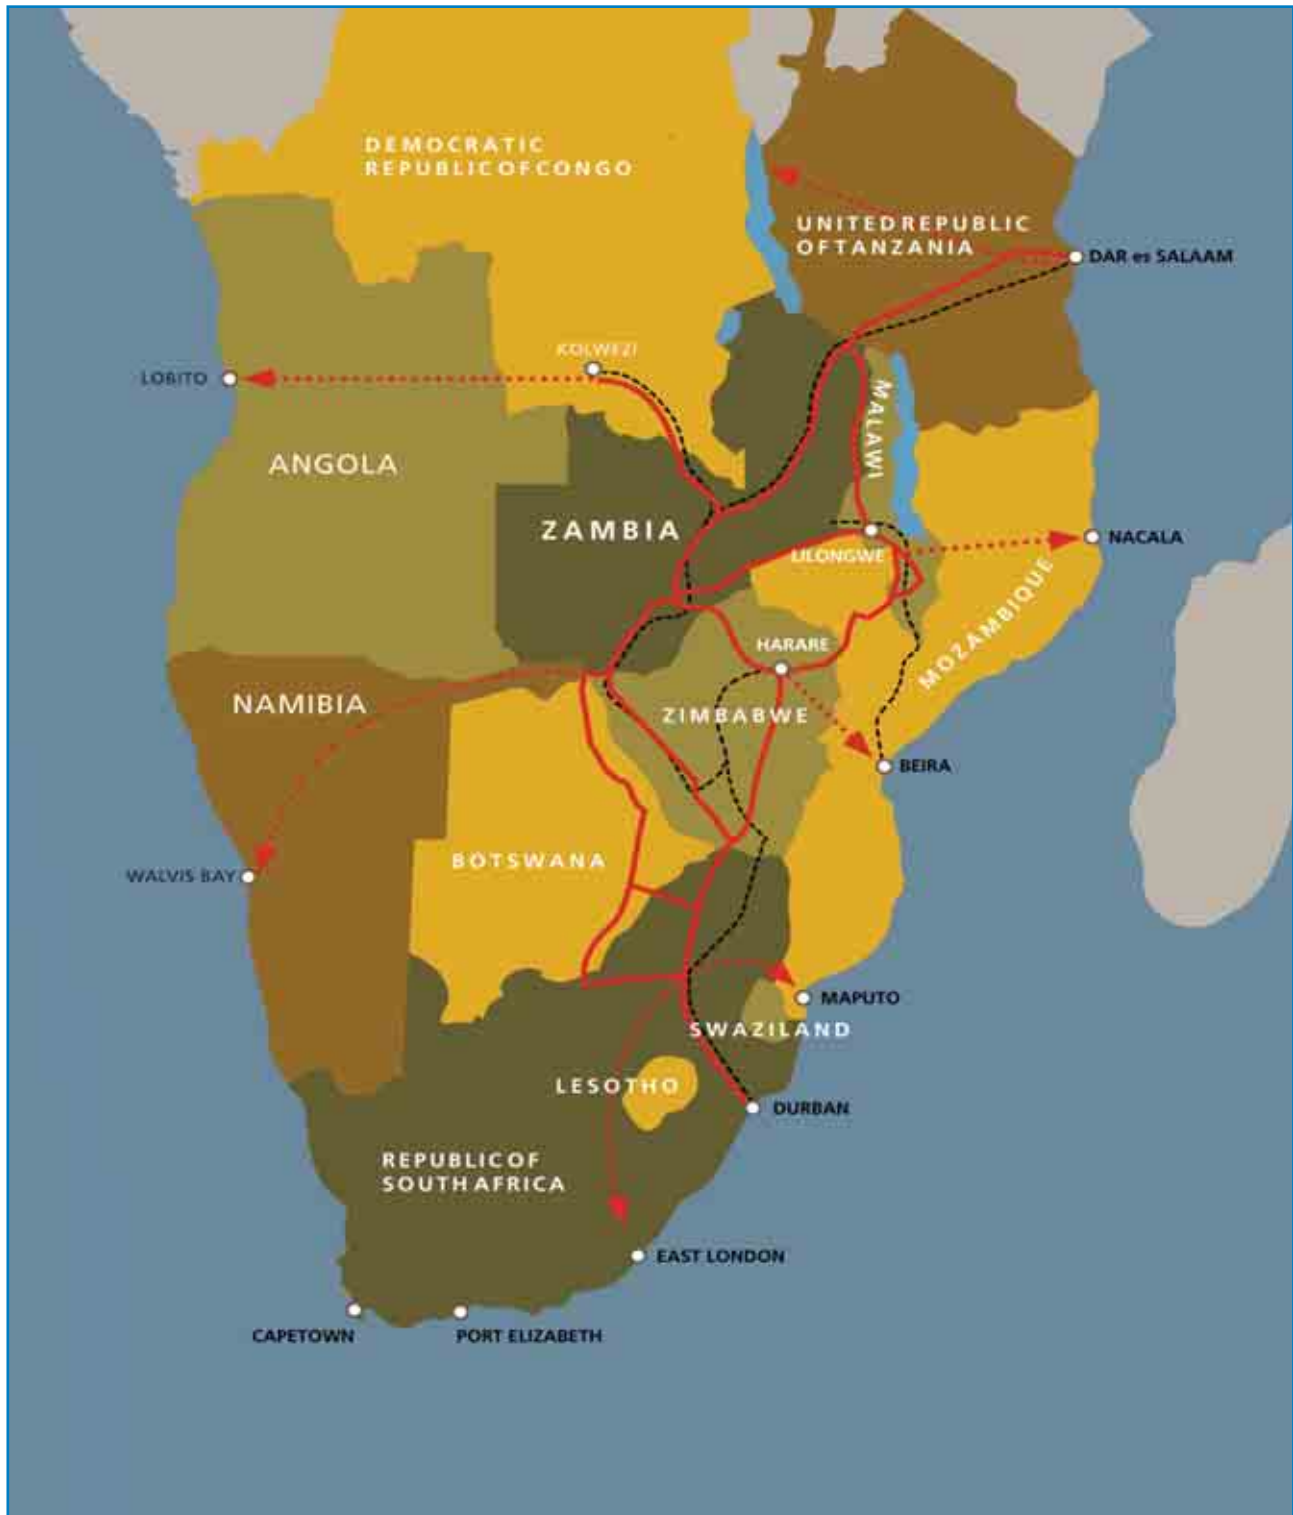 DEMOCRATIC
REPUBLIC OF CONGO
UNITED REPUBLIC
OF TANZANIA
DAR es SALAAM
KOLWEZI
LOBITO
MALAWI
ANGOLA
ZAMBIA
LILONGWE
NACALA
MOZAMBIQUE
HARARE
NAMIBIA
ZIMBABWE
BEIRA
BOTSWANA
WALVIS BAY
MAPUTO
SWAZILAND
LESOTHO
DURBAN
REPUBLIC OF
SOUTH AFRICA
EAST LONDON
CAPETOWN
PORT ELIZABETH